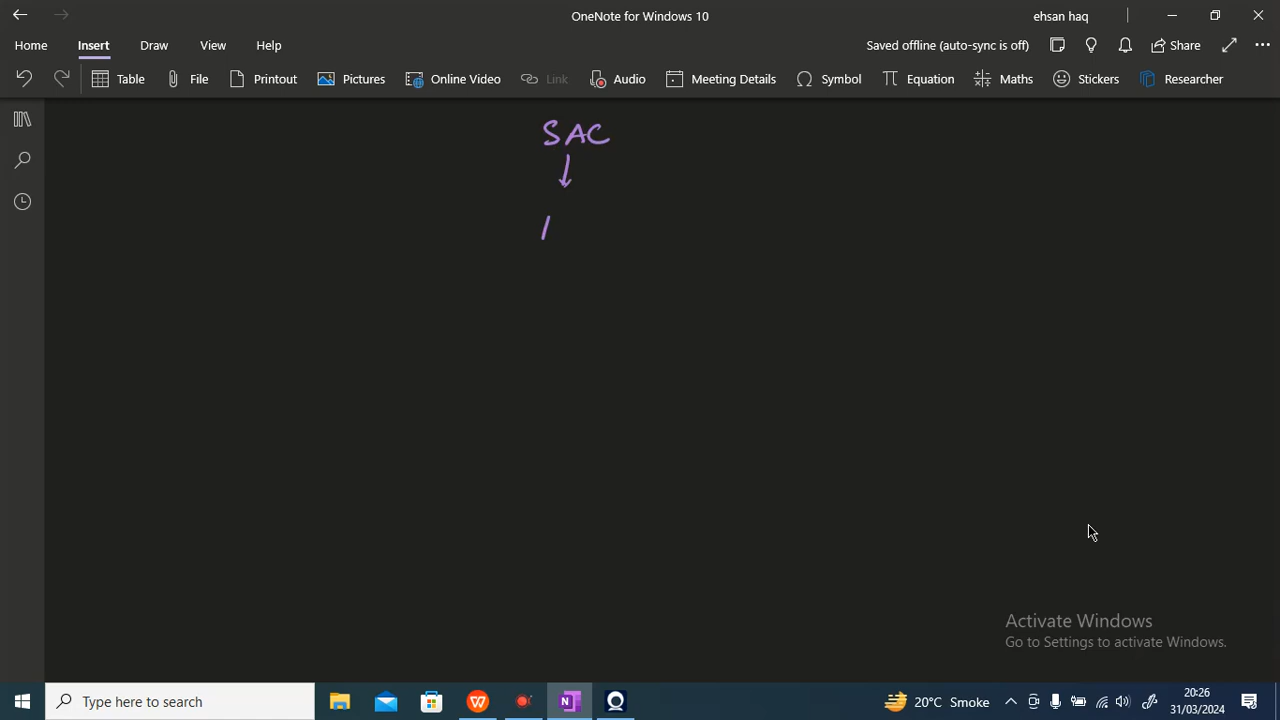 OneNote for Windows 10
ehsan haq
Home Insert Draw View Help
Saved offline (auto-sync is off) Share
Table File Printout Pictures Online Video Link Audio Meeting Details Symbol Equation Maths Stickers Researcher
SAC
Activate Windows
Go to Settings to activate Windows.
Type here to search
20°C Smoke
20:26
31/03/2024